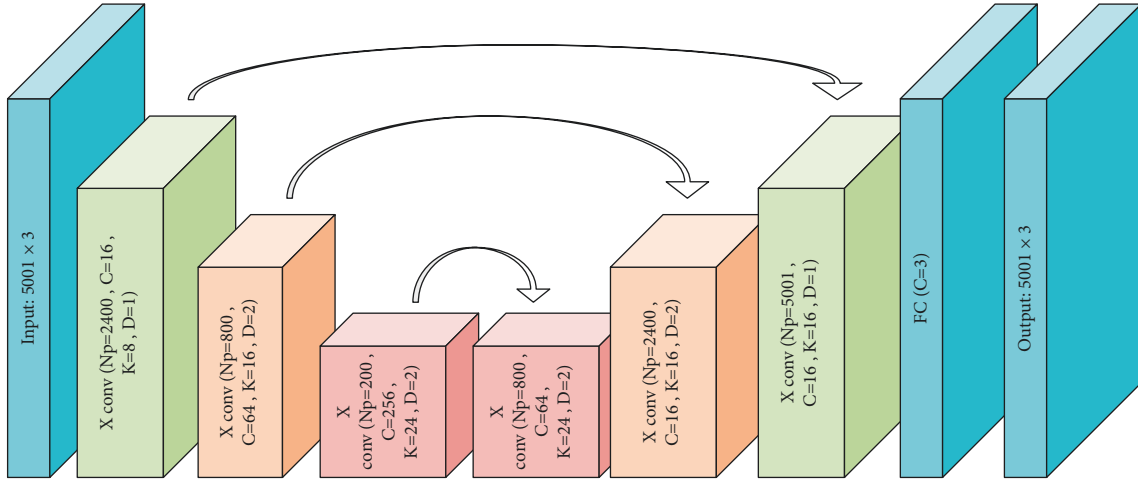 Input: 5001 × 3
X conv (Np=2400 , C=16 ,
K=8 , D=1)
X conv (Np=800 ,
C=64 , K=16 , D=2)
X
conv (Np=200 ,
C=256 ,
K=24 , D=2)
X
conv (Np=800 ,
C=64 ,
K=24 , D=2)
X conv (Np=2400 ,
C=16 , K=16 , D=2)
X conv (Np=5001 ,
C=16 , K=16 , D=1)
FC (C=3)
Output: 5001 × 3